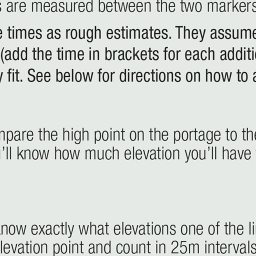 are measured between the two markers
times as rough estimates. They assume
(add the time in brackets for each additi
fit. See below for directions on how to a
the high point on the portage to the
'll know how much elevation you'll have
now exactly what elevations one of the li
levation point and count in 25m intervals